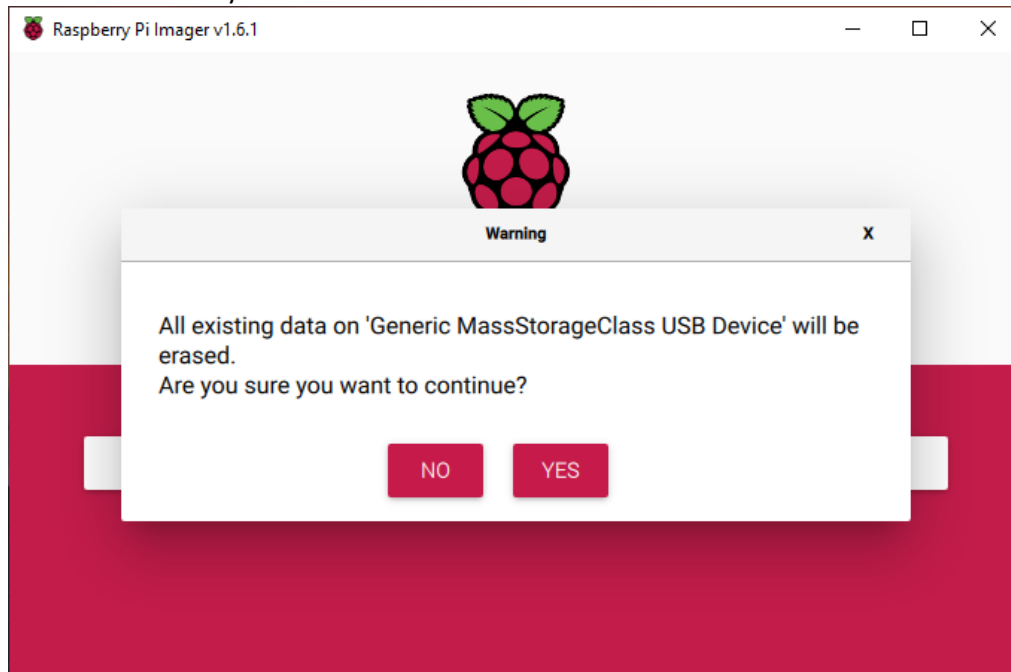 Raspberry Pi Imager v1.6.1
Warning
X
All existing data on 'Generic MassStorageClass USB Device' will be
erased.
Are you sure you want to continue?
NO YES